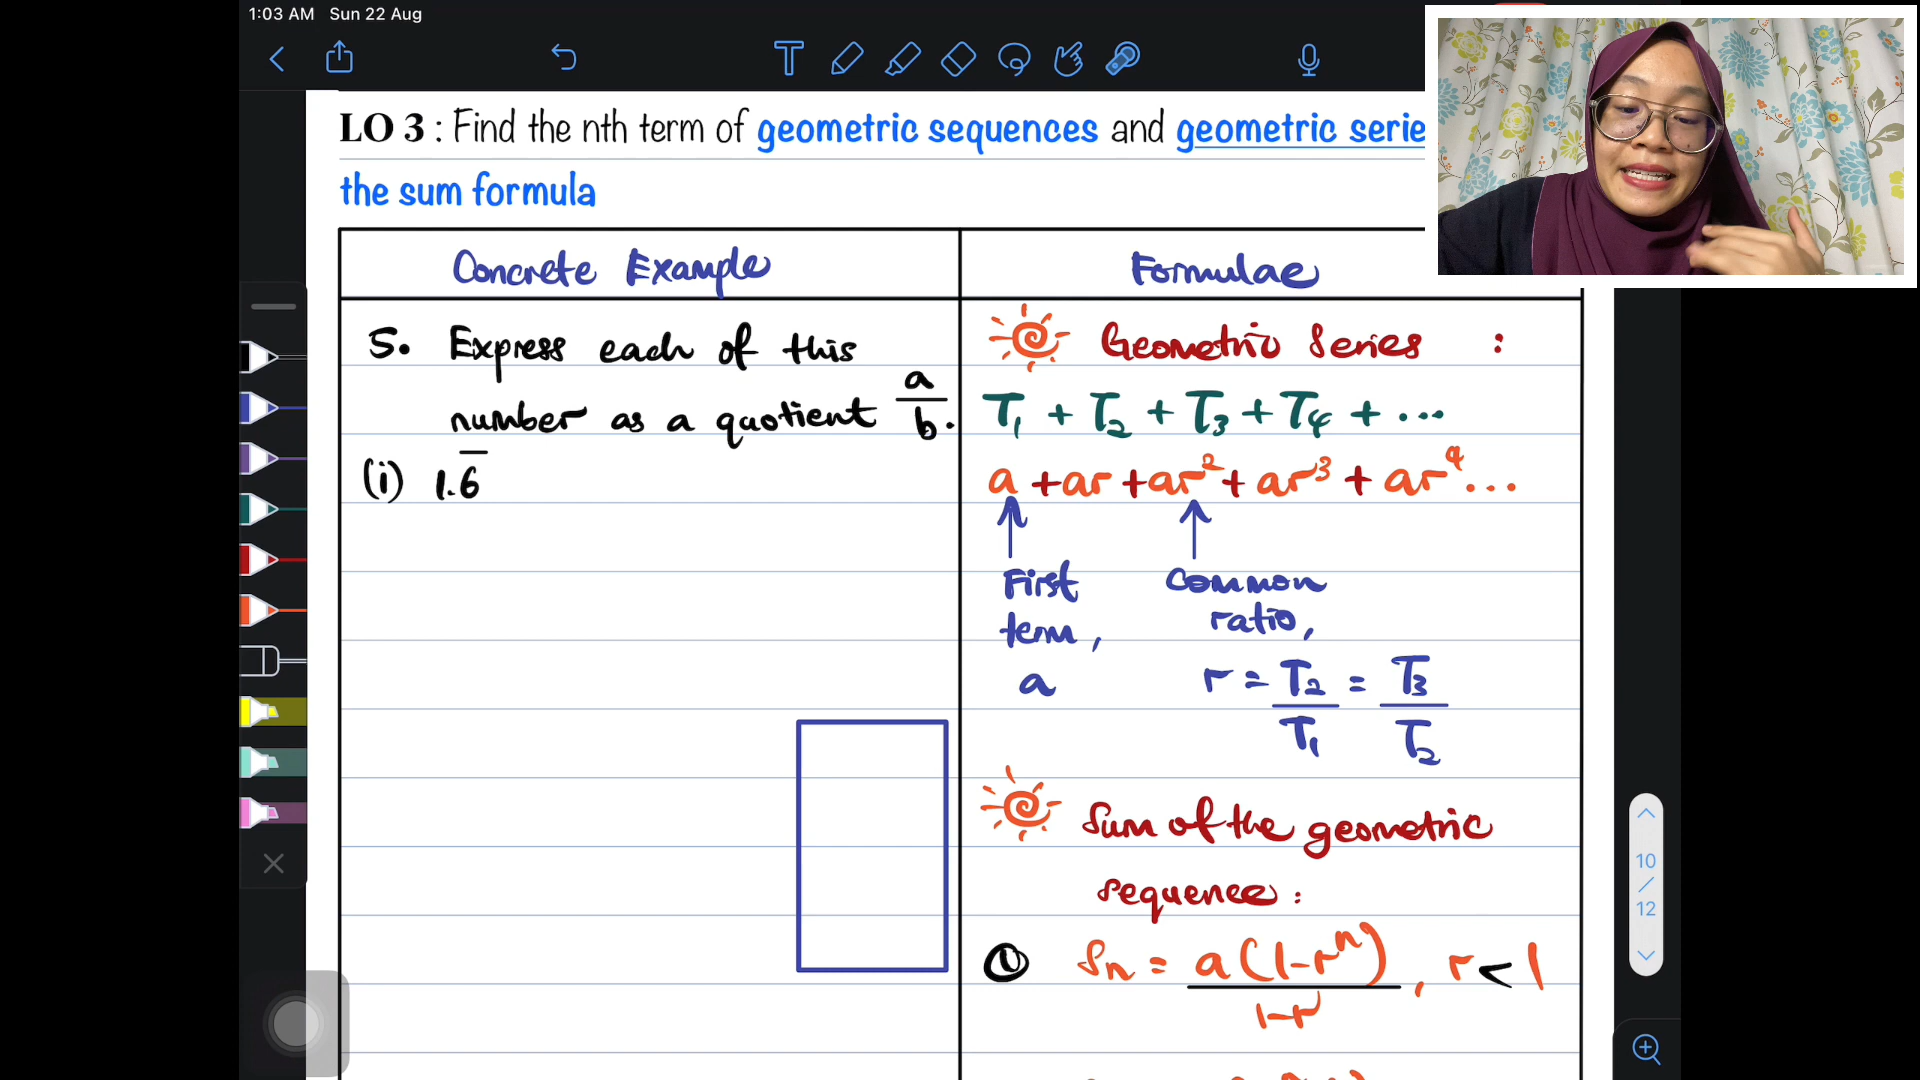 1:03 AM Sun 22 Aug
LO 3 : Find the nth term of geometric sequences and geometric serie
the sum formula
Concrete Example
Formulae
5. Express each of this
number as a quotient a/b.
(i) 1.6̅
Geometric Series :
T₁ + T₂ + T₃ + T₄ + ...
a + ar + ar² + ar³ + ar⁴ ...
First
term,
a
Common
ratio,
r = T₂/T₁ = T₃/T₂
Sum of the geometric
sequence :
① Sn = a(1-rⁿ)/1-r , r < 1
10
/
12